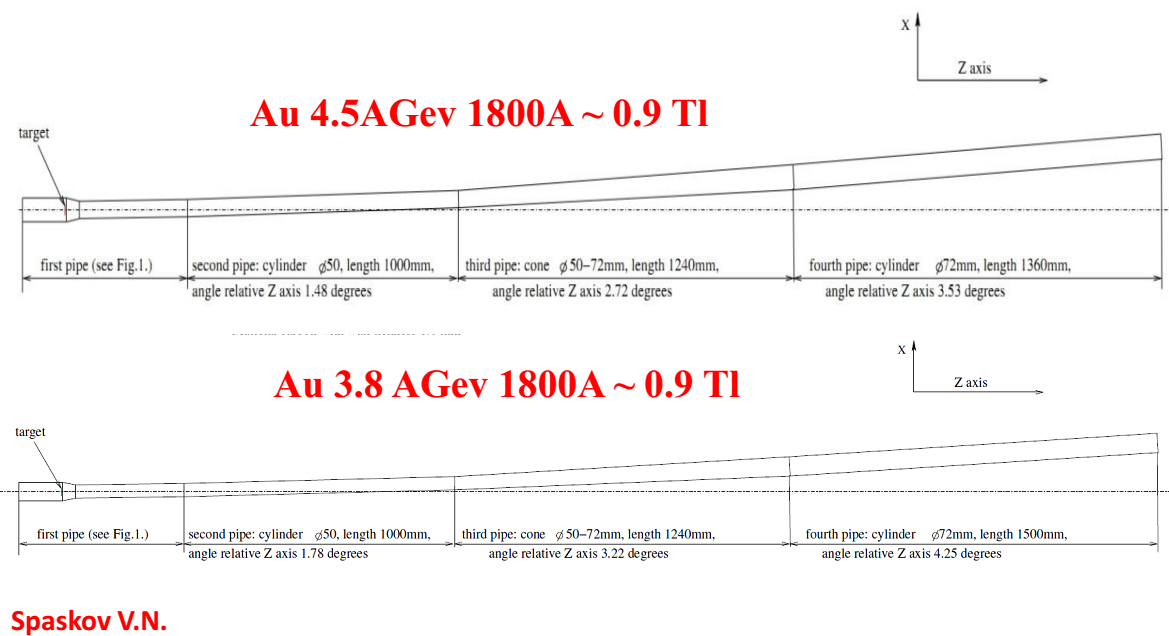 X
Z axis
Au 4.5AGev 1800A ~ 0.9 Tl
target
first pipe (see Fig.1.)
second pipe: cylinder ⌀50, length 1000mm,
angle relative Z axis 1.48 degrees
third pipe: cone ⌀50−72mm, length 1240mm,
angle relative Z axis 2.72 degrees
fourth pipe: cylinder ⌀72mm, length 1360mm,
angle relative Z axis 3.53 degrees
X
Z axis
Au 3.8 AGev 1800A ~ 0.9 Tl
target
first pipe (see Fig.1.)
second pipe: cylinder ⌀50, length 1000mm,
angle relative Z axis 1.78 degrees
third pipe: cone ⌀50−72mm, length 1240mm,
angle relative Z axis 3.22 degrees
fourth pipe: cylinder ⌀72mm, length 1500mm,
angle relative Z axis 4.25 degrees
Spaskov V.N.